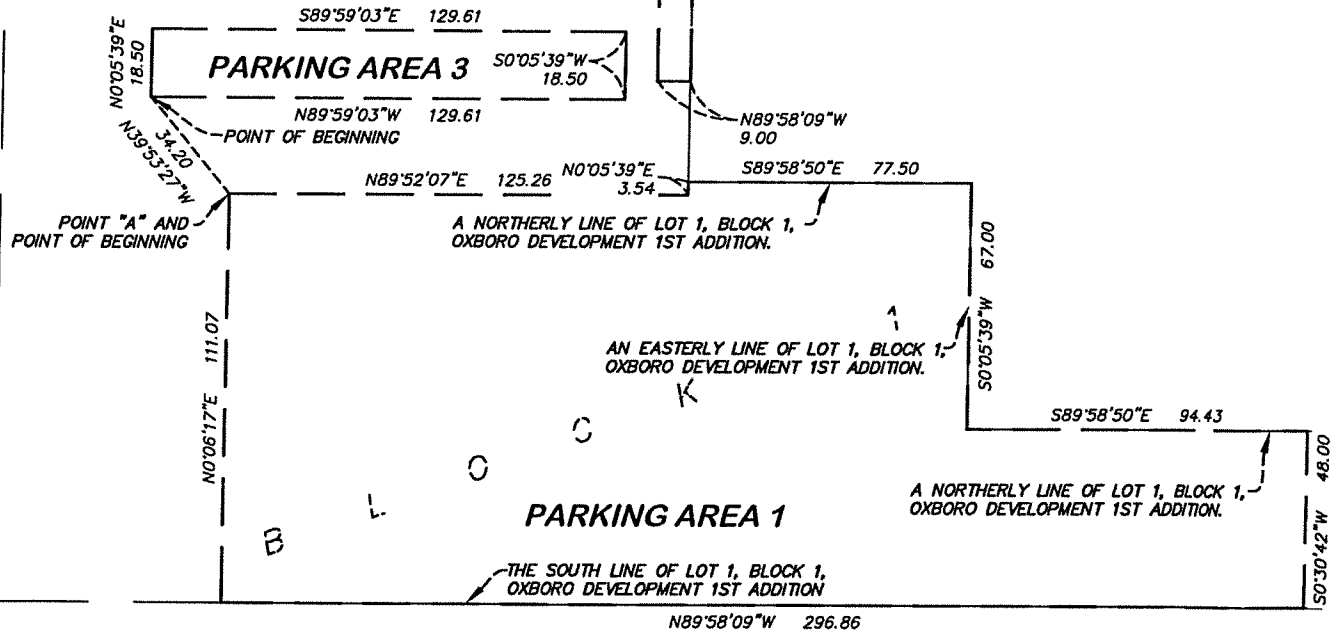 S89°59'03"E 129.61
N0°05'39"E
18.50
PARKING AREA 3
S0°05'39"W
18.50
N89°59'03"W 129.61
POINT OF BEGINNING
34.20
N39°53'27"W
N89°58'09"W
9.00
N89°52'07"E 125.26
N0°05'39"E
3.54
S89°58'50"E 77.50
POINT "A" AND
POINT OF BEGINNING
A NORTHERLY LINE OF LOT 1, BLOCK 1,
OXBORO DEVELOPMENT 1ST ADDITION.
67.00
S0°05'39"W
111.07
N0°06'17"E
AN EASTERLY LINE OF LOT 1, BLOCK 1,
OXBORO DEVELOPMENT 1ST ADDITION.
BLOCK 1
S89°58'50"E 94.43
48.00
S0°30'42"W
A NORTHERLY LINE OF LOT 1, BLOCK 1,
OXBORO DEVELOPMENT 1ST ADDITION.
PARKING AREA 1
THE SOUTH LINE OF LOT 1, BLOCK 1,
OXBORO DEVELOPMENT 1ST ADDITION
N89°58'09"W 296.86